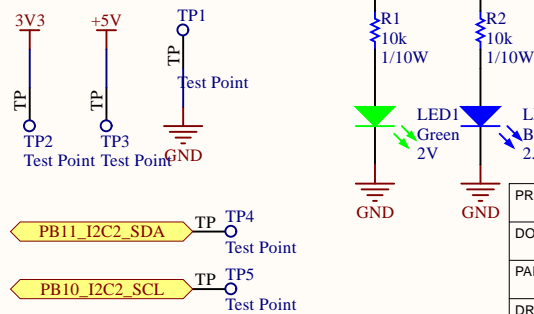 3V3
+5V
TP1
TP
TP
TP
Test Point
TP2
TP3
Test Point
Test Point
GND
R1
10k
1/10W
R2
10k
1/10W
LED1
Green
2V
GND
GND
PB11_I2C2_SDA
TP
TP4
Test Point
PB10_I2C2_SCL
TP
TP5
Test Point